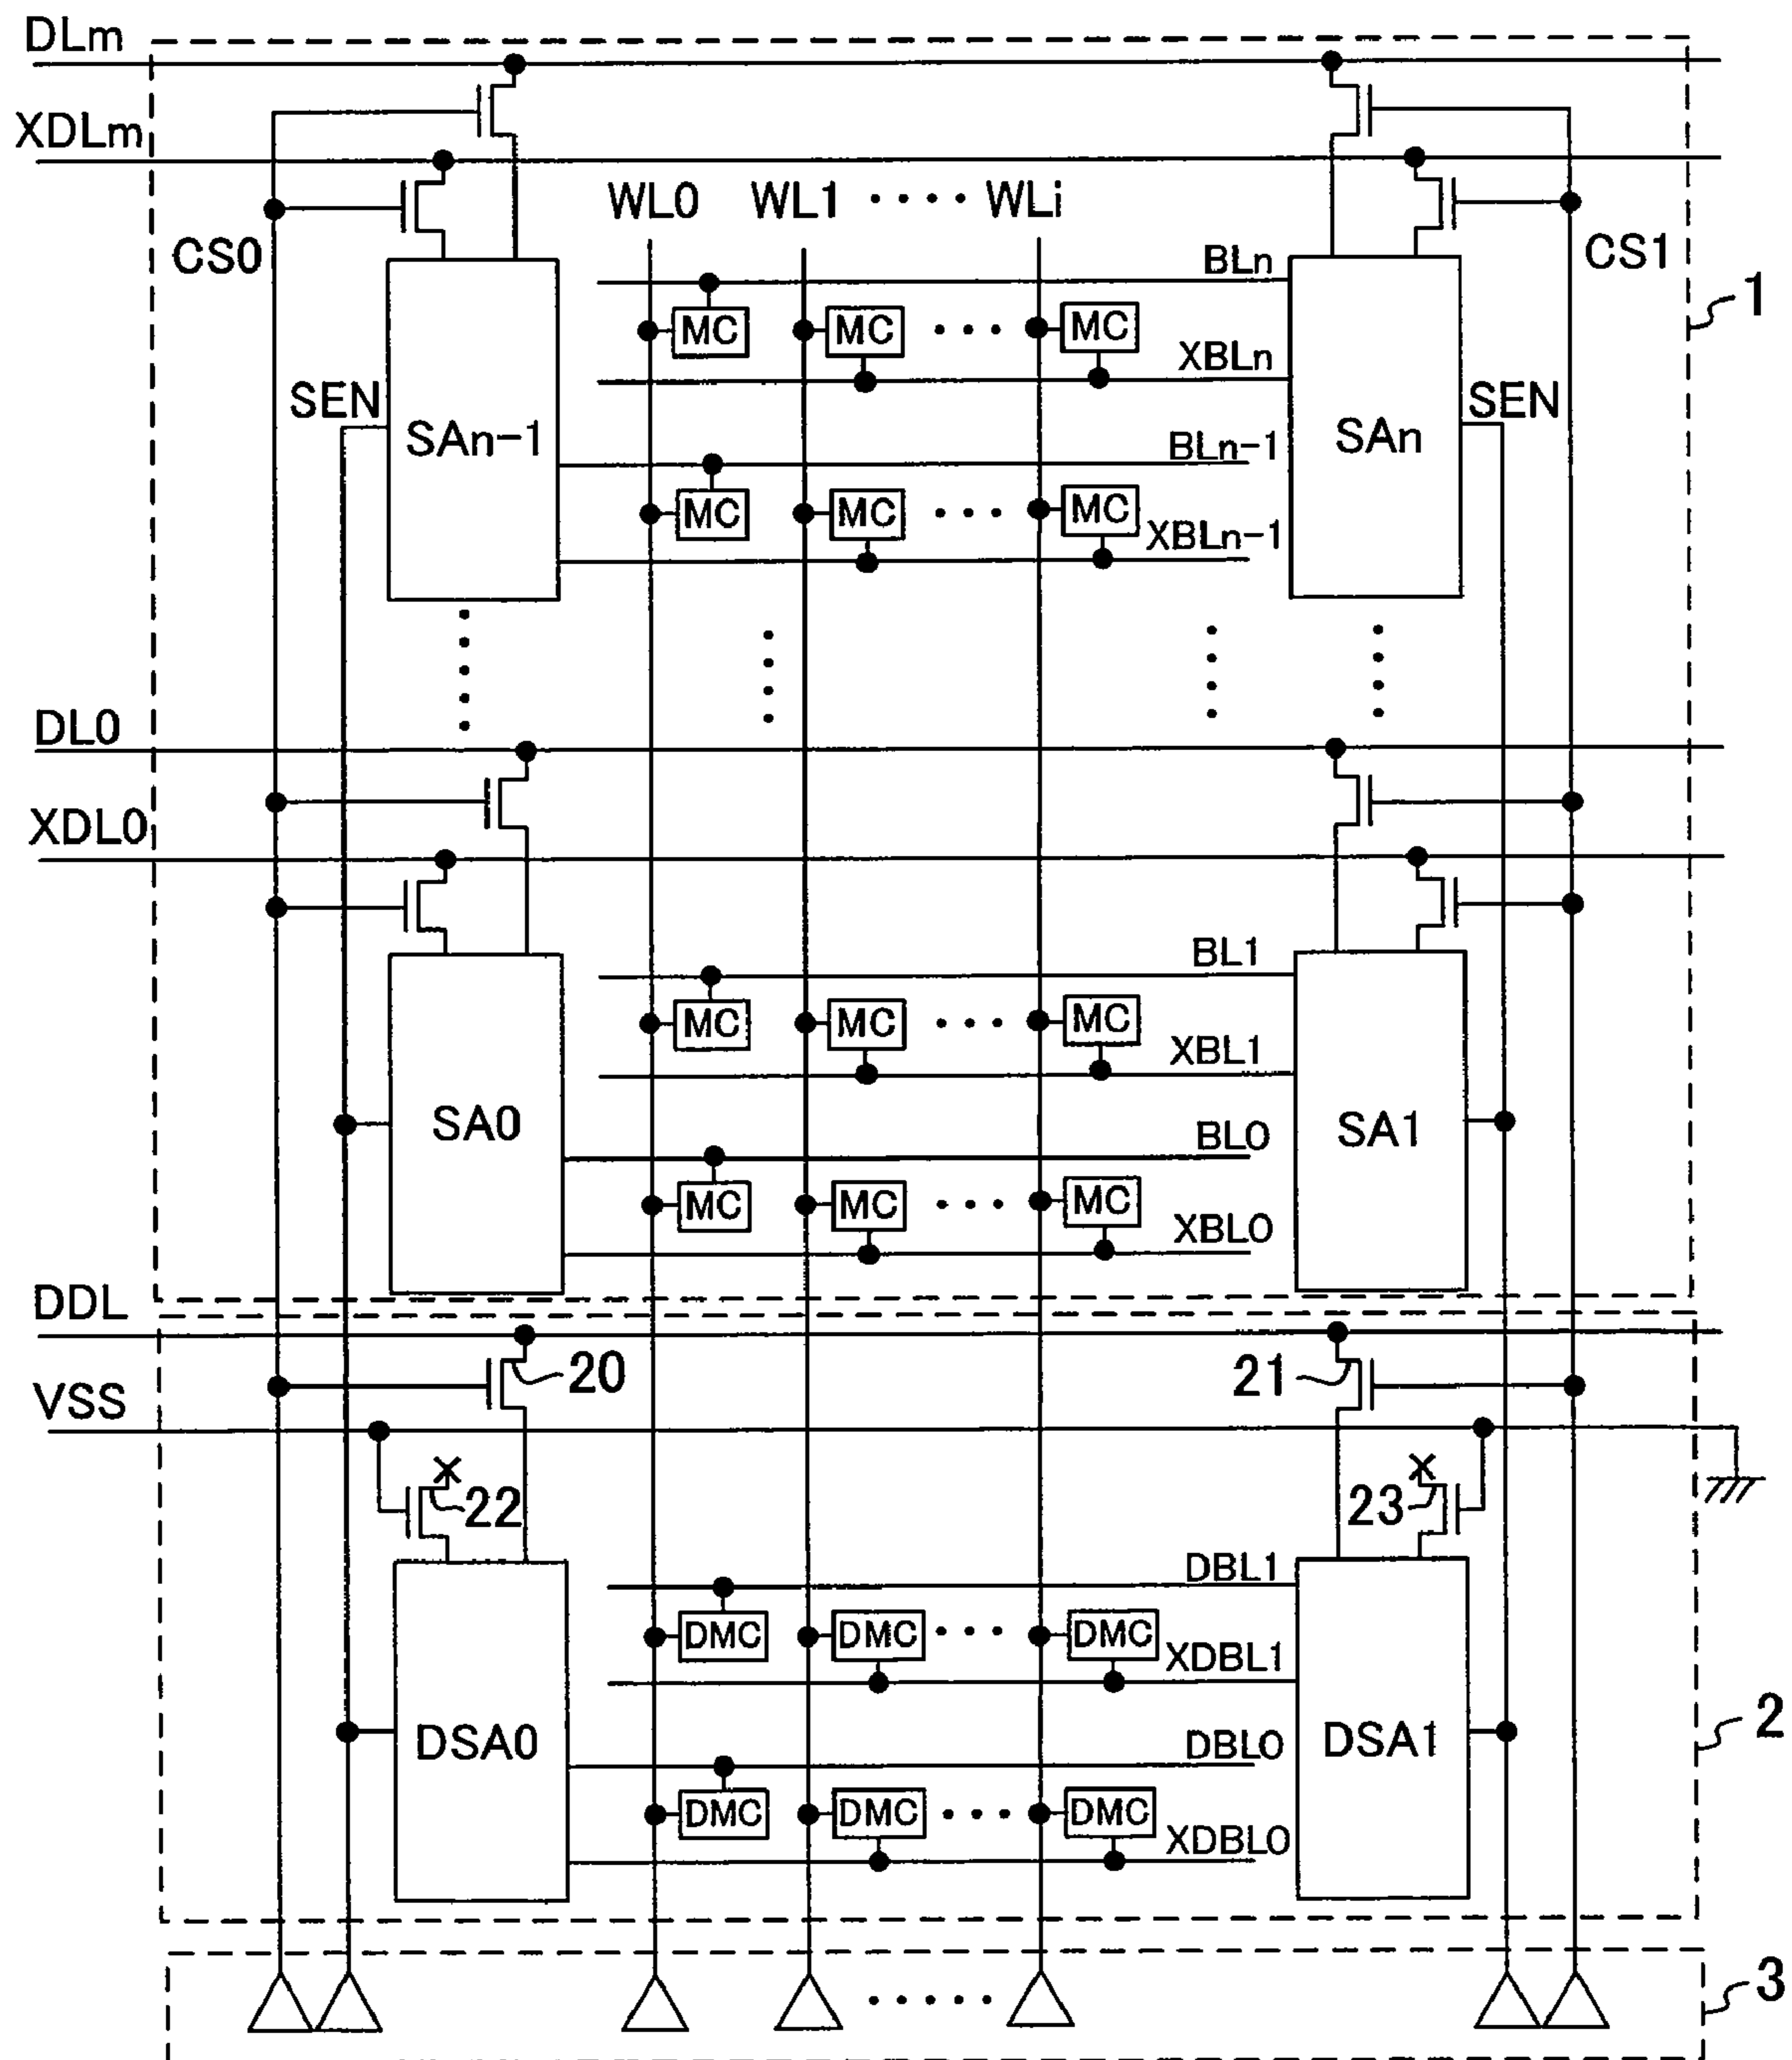 DLm
XDLm
WL0 WL1 ····· WLi
CS0 CS1
BLn
1
MC MC ··· MC
XBLn
SEN SEN
SAn-1 SAn
BLn-1
MC MC ··· MC
XBLn-1
DL0
XDL0
BL1
MC MC ··· MC
XBL1
SA0 SA1
BL0
MC MC ··· MC
XBL0
DDL
20 21
VSS
22 23
DBL1
DMC DMC ··· DMC
XDBL1
2
DSA0 DSA1
DBL0
DMC DMC ··· DMC
XDBL0
3